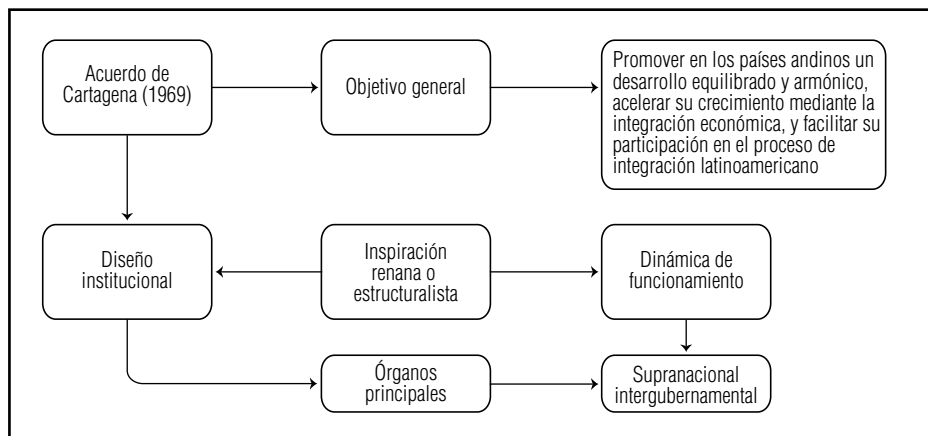 Acuerdo de
Cartagena (1969)
Objetivo general
Promover en los países andinos un
desarrollo equilibrado y armónico,
acelerar su crecimiento mediante la
integración económica, y facilitar su
participación en el proceso de
integración latinoamericano
Diseño
institucional
Inspiración
renana o
estructuralista
Dinámica de
funcionamiento
Órganos
principales
Supranacional
intergubernamental